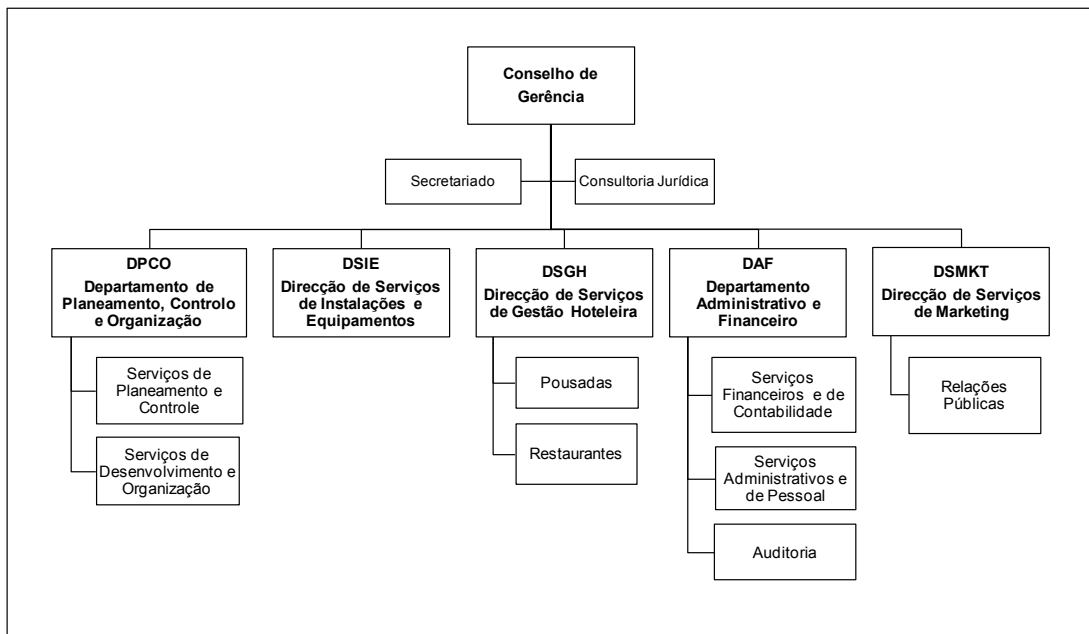 Conselho de
Gerência
Secretariado
Consultoria Jurídica
DPCO
Departamento de
Planeamento, Controlo
e Organização
DSIE
Direcção de Serviços
de Instalações e
Equipamentos
DSGH
Direcção de Serviços
de Gestão Hoteleira
DAF
Departamento
Administrativo e
Financeiro
DSMKT
Direcção de Serviços
de Marketing
Serviços de
Planeamento e
Controle
Serviços de
Desenvolvimento e
Organização
Pousadas
Restaurantes
Serviços
Financeiros e de
Contabilidade
Serviços
Administrativos e
de Pessoal
Auditoria
Relações
Públicas